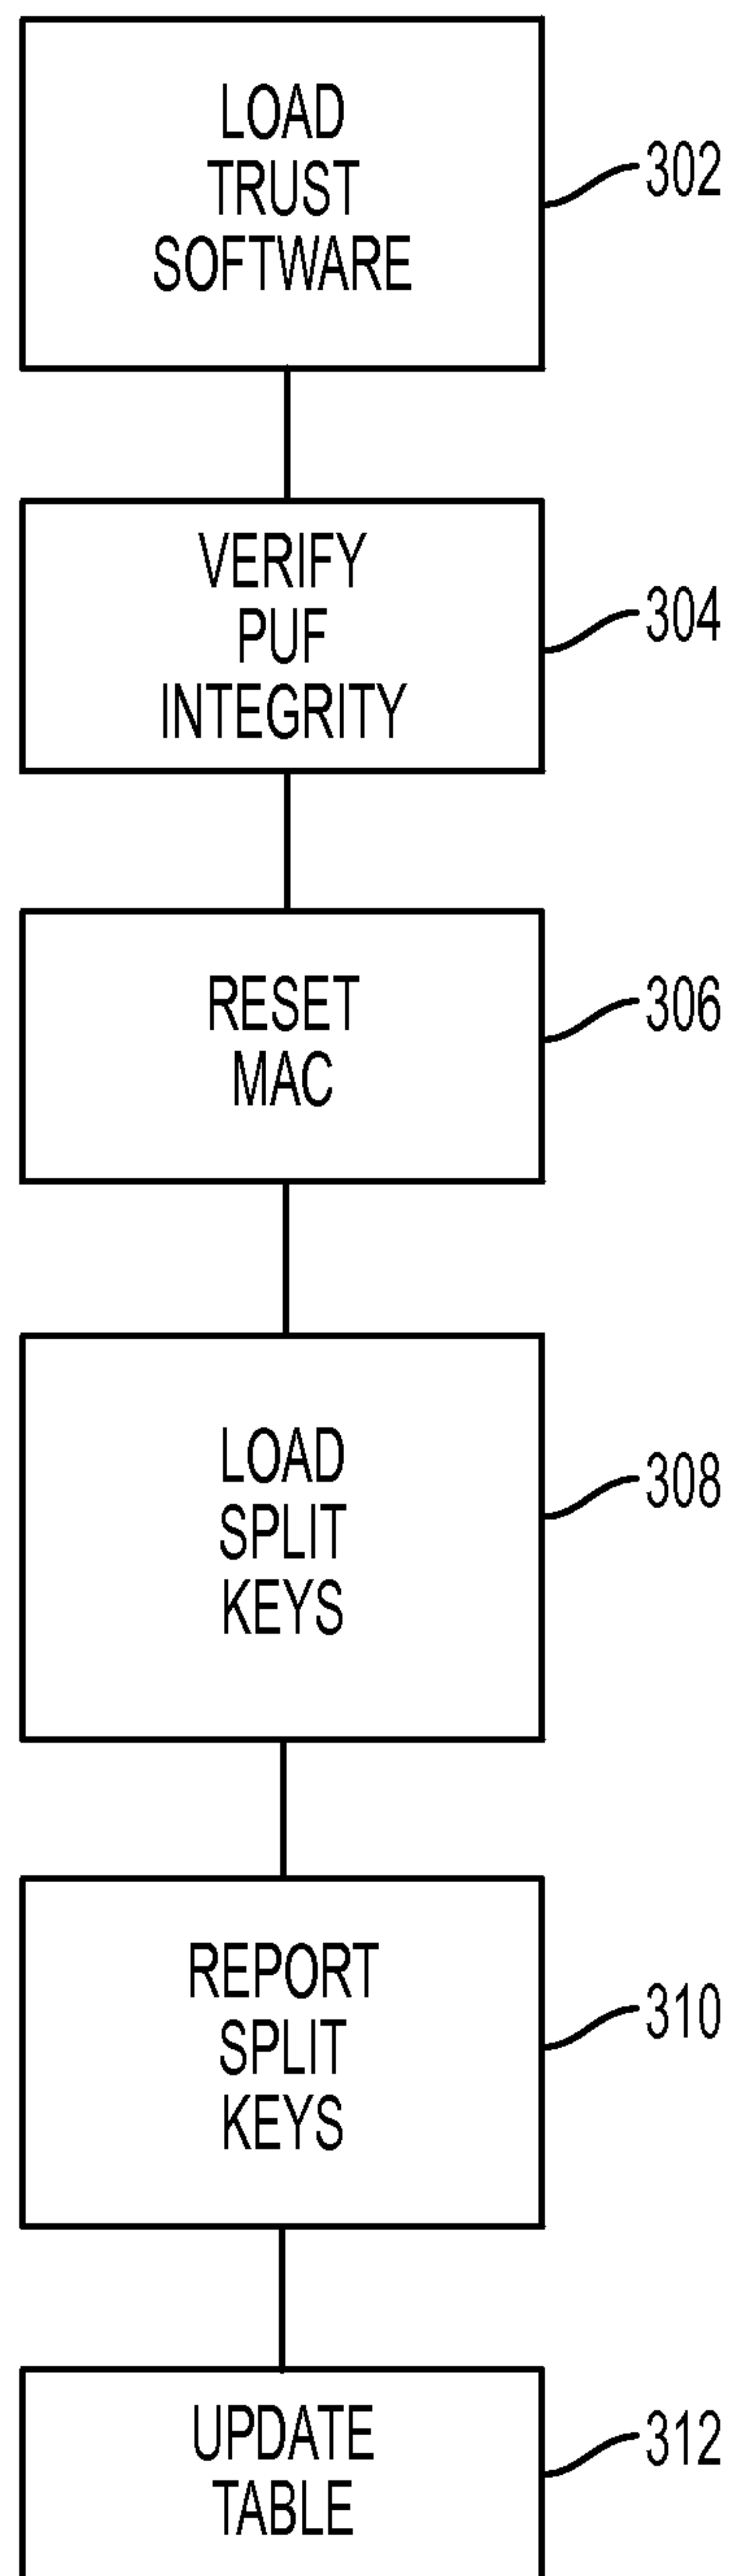 LOAD
TRUST
SOFTWARE
302
VERIFY
PUF
INTEGRITY
304
RESET
MAC
306
LOAD
SPLIT
KEYS
308
REPORT
SPLIT
KEYS
310
UPDATE
TABLE
312